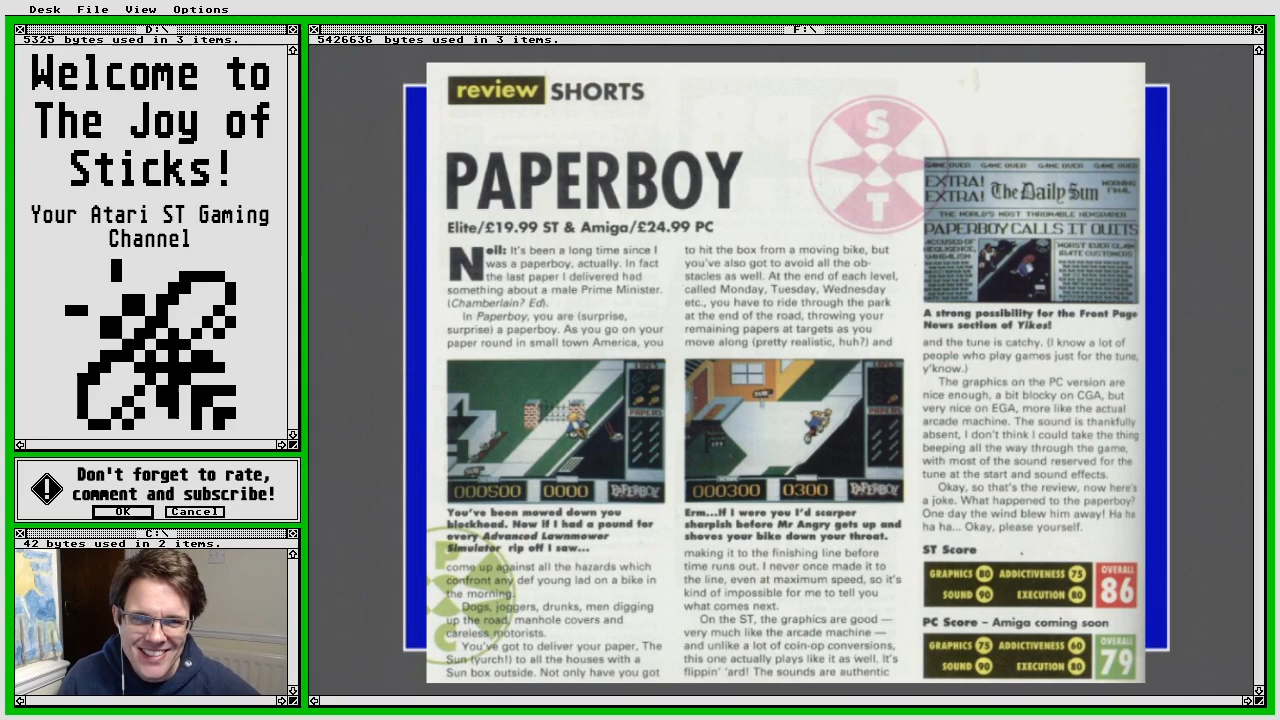 Desk File View Options
D:\
5325 bytes used in 3 items.
Welcome to
The Joy of
Sticks!
Your Atari ST Gaming
Channel
Don't forget to rate,
comment and subscribe!
OK Cancel
C:\
42 bytes used in 2 items.
F:\
5426636 bytes used in 3 items.
review SHORTS
PAPERBOY
Elite/£19.99 ST & Amiga/£24.99 PC
Neil: It's been a long time since I
was a paperboy, actually. In fact
the last paper I delivered had
something about a male Prime Minister.
(Chamberlain? Ed).
In Paperboy, you are (surprise,
surprise) a paperboy. As you go on your
paper round in small town America, you
PAPERS
000500 0000 PAPERBOY
You've been mowed down you
blockhead. Now if I had a pound for
every Advanced Lawnmower
Simulator rip off I saw...
come up against all the hazards which
confront any def young lad on a bike in
the morning.
Dogs, joggers, drunks, men digging
up the road, manhole covers and
careless motorists.
You've got to deliver your paper, The
Sun (yurch!) to all the houses with a
Sun box outside. Not only have you got
to hit the box from a moving bike, but
you've also got to avoid all the ob-
stacles as well. At the end of each level,
called Monday, Tuesday, Wednesday
etc., you have to ride through the park
at the end of the road, throwing your
remaining papers at targets as you
move along (pretty realistic, huh?) and
PAPERS
000300 0300 PAPERBOY
Erm...If I were you I'd scarper
sharpish before Mr Angry gets up and
shoves your bike down your throat.
making it to the finishing line before
time runs out. I never once made it to
the line, even at maximum speed, so it's
kind of impossible for me to tell you
what comes next.
On the ST, the graphics are good —
very much like the arcade machine —
and unlike a lot of coin-op conversions,
this one actually plays like it as well. It's
flippin' 'ard! The sounds are authentic
S
T
GAME OVER GAME OVER GAME OVER GAME OVER
EXTRA!
EXTRA!
The Daily Sun
MORNING
FINAL
PAPERBOY CALLS IT QUITS
ACCUSED OF
NEGLIGENCE,
VANDALISM
WORST EVER CLAIM
IRATE CUSTOMERS
A strong possibility for the Front Page
News section of Yikes!
and the tune is catchy. (I know a lot of
people who play games just for the tune,
y'know.)
The graphics on the PC version are
nice enough, a bit blocky on CGA, but
very nice on EGA, more like the actual
arcade machine. The sound is thankfully
absent, I don't think I could take the thing
beeping all the way through the game,
with most of the sound reserved for the
tune at the start and sound effects.
Okay, so that's the review, now here's
a joke. What happened to the paperboy?
One day the wind blew him away! Ha ha
ha ha... Okay, please yourself.
ST Score
GRAPHICS 80 ADDICTIVENESS 75
SOUND 90 EXECUTION 80
OVERALL
86
PC Score – Amiga coming soon
GRAPHICS 75 ADDICTIVENESS 60
SOUND 90 EXECUTION 80
OVERALL
79
P
C